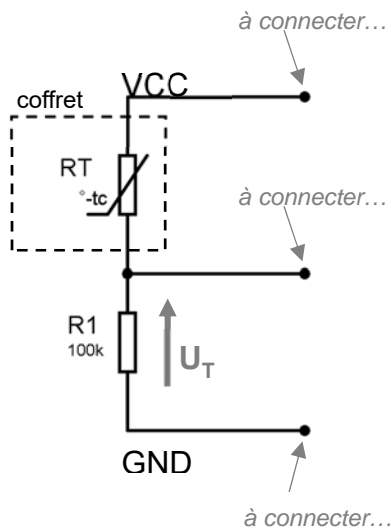 à connecter…
VCC
coffret
RT
°-tc
à connecter…
R1
100k
UT
GND
à connecter…